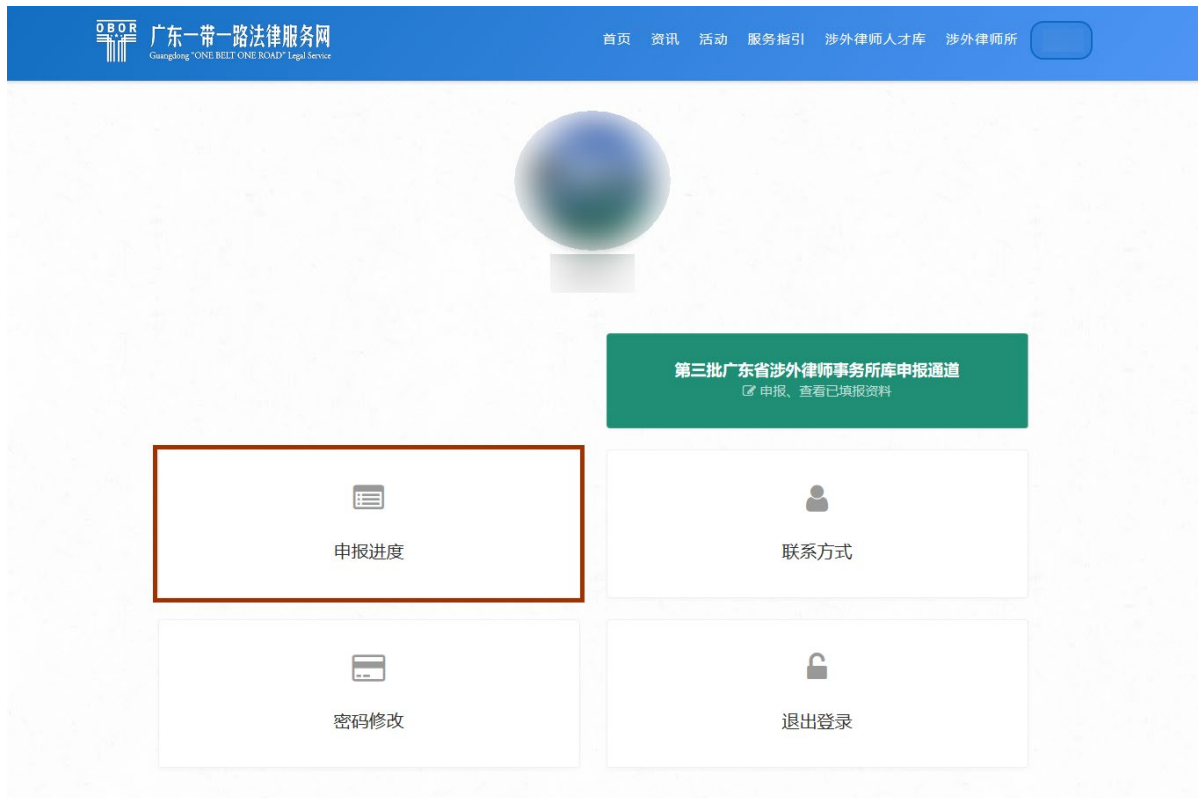 OBOR
广东一带一路法律服务网
Guangdong "ONE BELT ONE ROAD" Legal Service
首页 资讯 活动 服务指引 涉外律师人才库 涉外律师所
第三批广东省涉外律师事务所库申报通道
申报、查看已填报资料
申报进度
联系方式
密码修改
退出登录